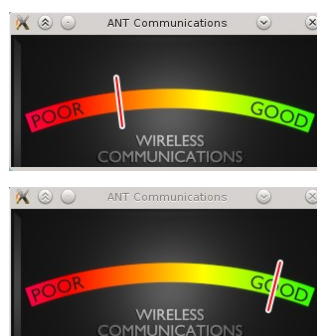 ANT Communications
POOR GOOD
WIRELESS
COMMUNICATIONS
ANT Communications
POOR GOOD
WIRELESS
COMMUNICATIONS